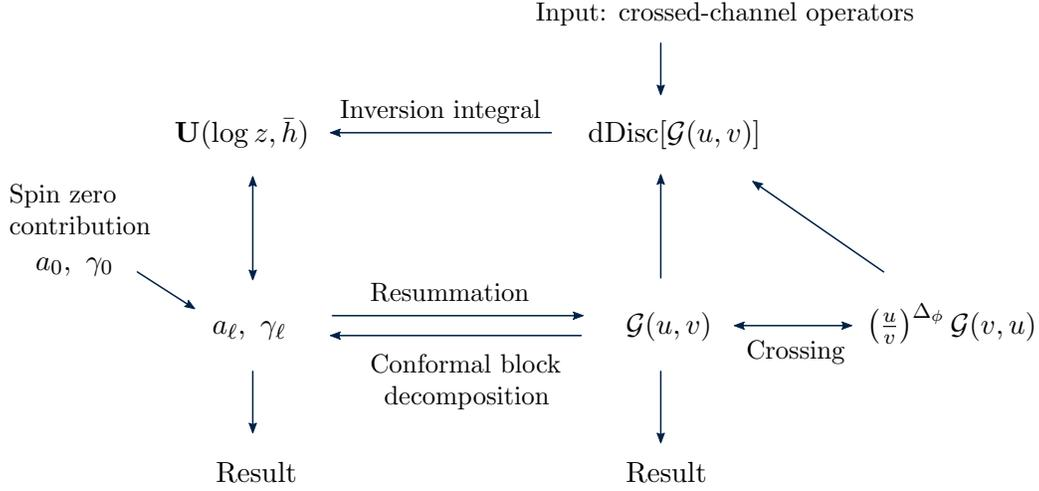 Input: crossed-channel operators
Inversion integral
U(log z, h̄)
dDisc[𝒢(u, v)]
Spin zero
contribution
a₀, γ₀
Resummation
a_ℓ, γ_ℓ
𝒢(u, v)
(u/v)^{Δ_ϕ} 𝒢(v, u)
Crossing
Conformal block
decomposition
Result
Result